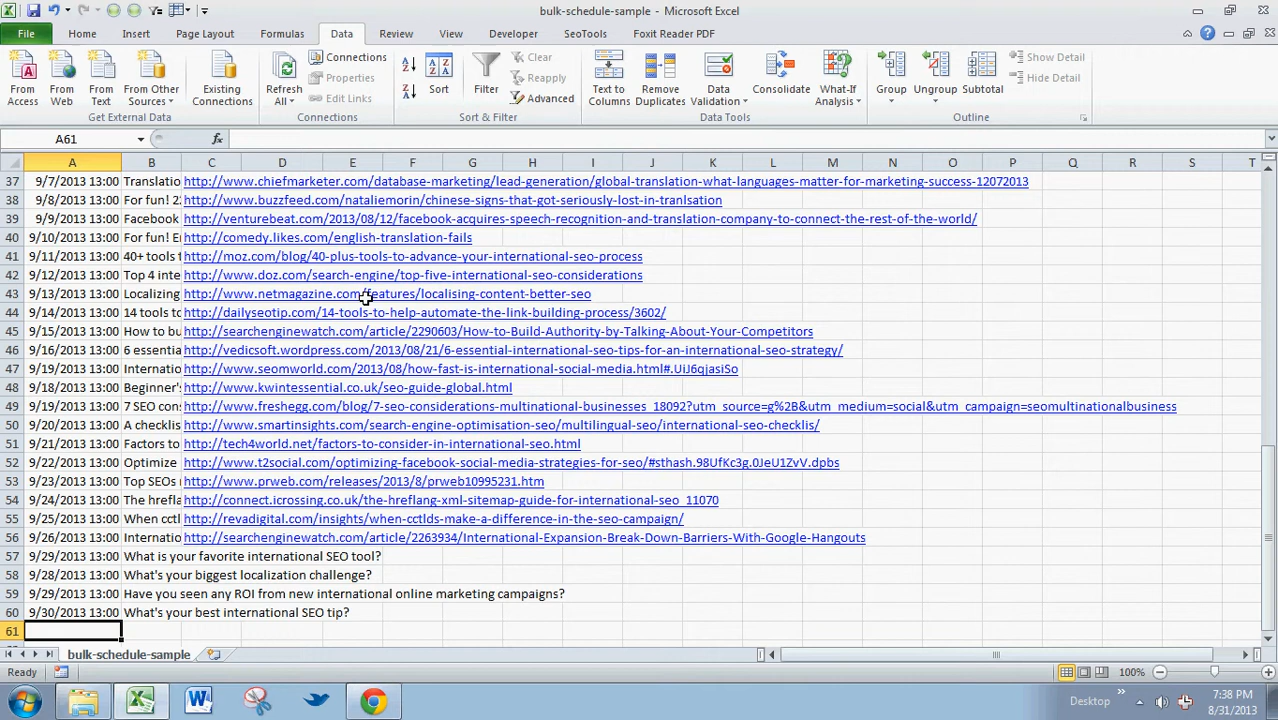 bulk-schedule-sample - Microsoft Excel
File Home Insert Page Layout Formulas Data Review View Developer SEoTools Foxit Reader PDF
From Access From Web From Text From Other Sources Existing Connections Refresh All Connections Properties Edit Links Sort Filter Clear Reapply Advanced Text to Columns Remove Duplicates Data Validation Consolidate What-If Analysis Group Ungroup Subtotal Show Detail Hide Detail
Get External Data Connections Sort & Filter Data Tools Outline
A61 fx
A B C D E F G H I J K L M N O P Q R S T
37 9/7/2013 13:00 Translatio http://www.chiefmarketer.com/database-marketing/lead-generation/global-translation-what-languages-matter-for-marketing-success-12072013
38 9/8/2013 13:00 For fun! 22 http://www.buzzfeed.com/nataliemorin/chinese-signs-that-got-seriously-lost-in-tranlsation
39 9/9/2013 13:00 Facebook http://venturebeat.com/2013/08/12/facebook-acquires-speech-recognition-and-translation-company-to-connect-the-rest-of-the-world/
40 9/10/2013 13:00 For fun! En http://comedy.likes.com/english-translation-fails
41 9/11/2013 13:00 40+ tools f http://moz.com/blog/40-plus-tools-to-advance-your-international-seo-process
42 9/12/2013 13:00 Top 4 inte http://www.doz.com/search-engine/top-five-international-seo-considerations
43 9/13/2013 13:00 Localizing http://www.netmagazine.com/features/localising-content-better-seo
44 9/14/2013 13:00 14 tools to http://dailyseotip.com/14-tools-to-help-automate-the-link-building-process/3602/
45 9/15/2013 13:00 How to bu http://searchenginewatch.com/article/2290603/How-to-Build-Authority-by-Talking-About-Your-Competitors
46 9/16/2013 13:00 6 essentia http://vedicsoft.wordpress.com/2013/08/21/6-essential-international-seo-tips-for-an-international-seo-strategy/
47 9/19/2013 13:00 Internatio http://www.seomworld.com/2013/08/how-fast-is-international-social-media.html#.UiJ6qjasiSo
48 9/18/2013 13:00 Beginner's http://www.kwintessential.co.uk/seo-guide-global.html
49 9/19/2013 13:00 7 SEO cons http://www.freshegg.com/blog/7-seo-considerations-multinational-businesses_18092?utm_source=g%2B&utm_medium=social&utm_campaign=seomultinationalbusiness
50 9/20/2013 13:00 A checklis http://www.smartinsights.com/search-engine-optimisation-seo/multilingual-seo/international-seo-checklis/
51 9/21/2013 13:00 Factors to http://tech4world.net/factors-to-consider-in-international-seo.html
52 9/22/2013 13:00 Optimize http://www.t2social.com/optimizing-facebook-social-media-strategies-for-seo/#sthash.98UfKc3g.0JeU1ZvV.dpbs
53 9/23/2013 13:00 Top SEOs http://www.prweb.com/releases/2013/8/prweb10995231.htm
54 9/24/2013 13:00 The hrefla http://connect.icrossing.co.uk/the-hreflang-xml-sitemap-guide-for-international-seo_11070
55 9/25/2013 13:00 When cctl http://revadigital.com/insights/when-cctlds-make-a-difference-in-the-seo-campaign/
56 9/26/2013 13:00 Internatio http://searchenginewatch.com/article/2263934/International-Expansion-Break-Down-Barriers-With-Google-Hangouts
57 9/29/2013 13:00 What is your favorite international SEO tool?
58 9/28/2013 13:00 What's your biggest localization challenge?
59 9/29/2013 13:00 Have you seen any ROI from new international online marketing campaigns?
60 9/30/2013 13:00 What's your best international SEO tip?
61
bulk-schedule-sample
Ready 100%
Desktop 7:38 PM
8/31/2013